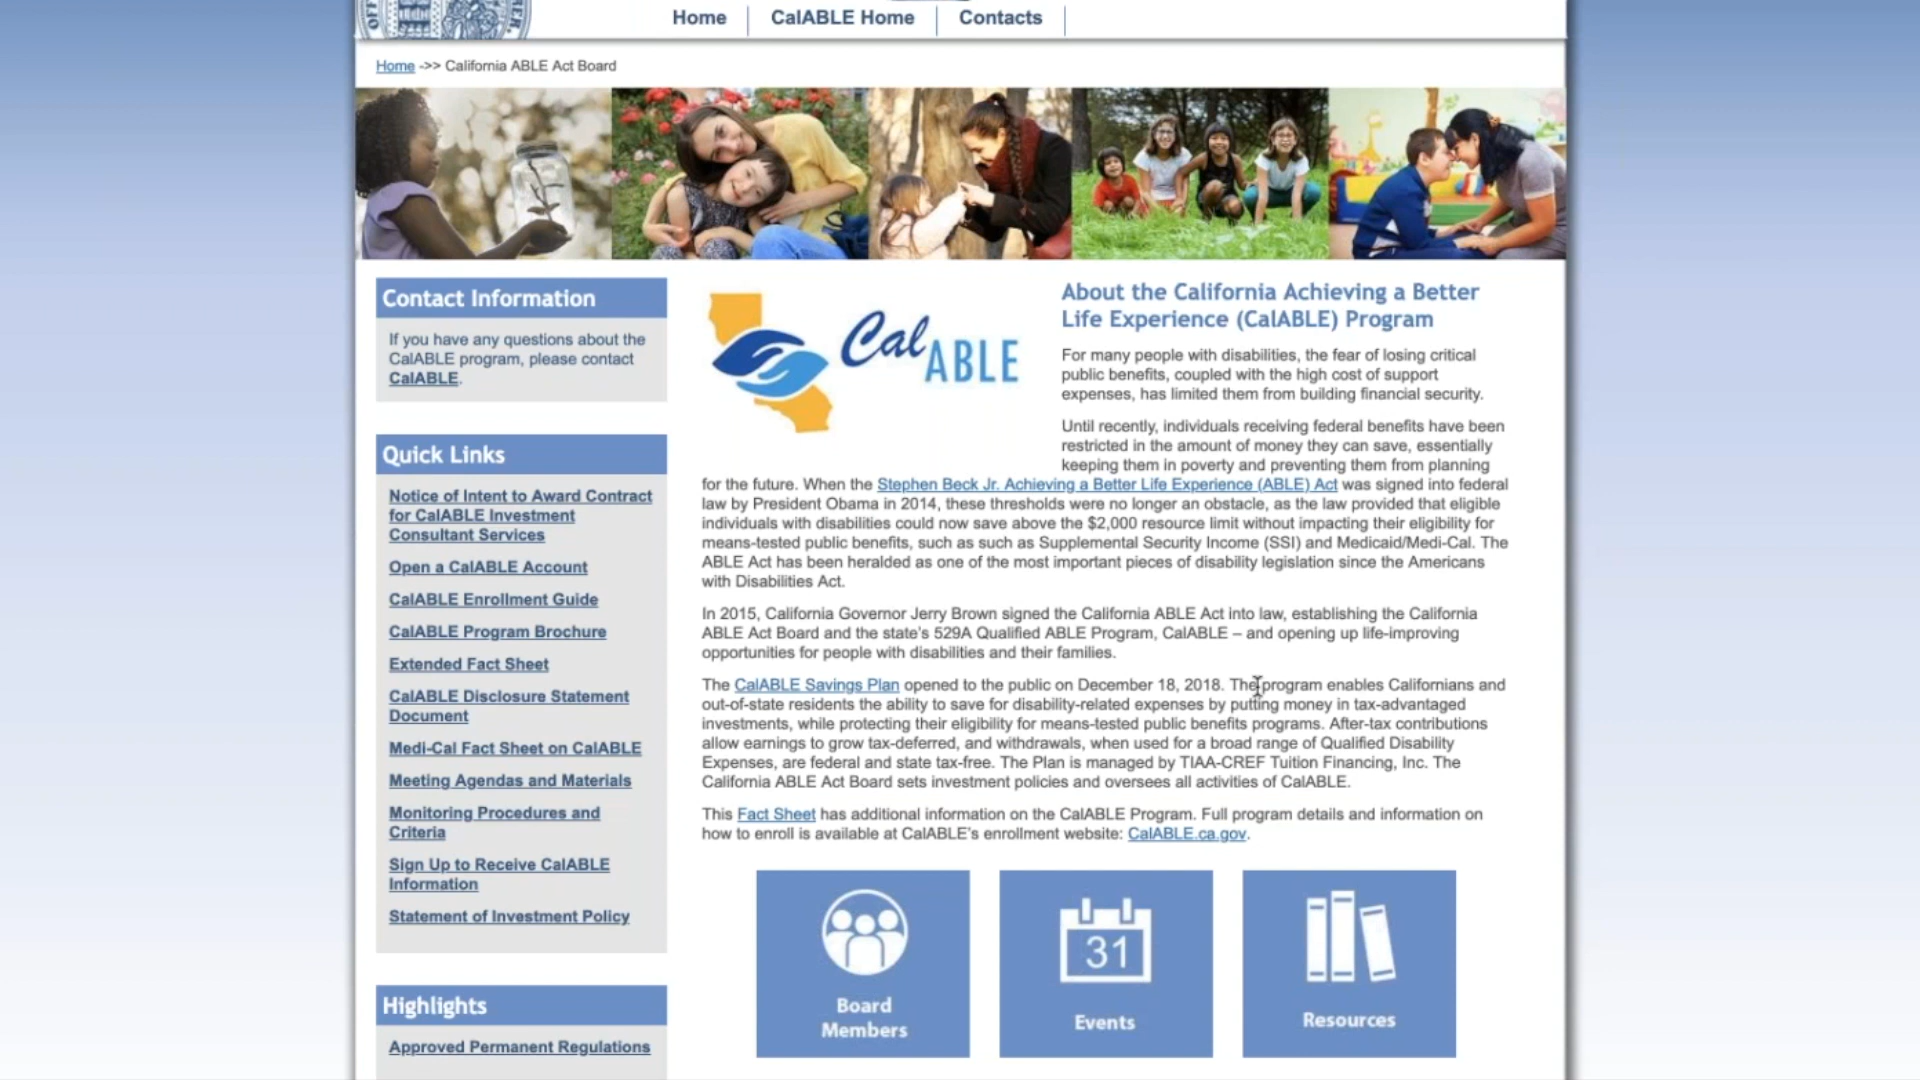 Home
CalABLE Home
Contacts
Home ->> California ABLE Act Board
Contact Information
If you have any questions about the
CalABLE program, please contact
CalABLE.
Quick Links
Notice of Intent to Award Contract
for CalABLE Investment
Consultant Services
Open a CalABLE Account
CalABLE Enrollment Guide
CalABLE Program Brochure
Extended Fact Sheet
CalABLE Disclosure Statement
Document
Medi-Cal Fact Sheet on CalABLE
Meeting Agendas and Materials
Monitoring Procedures and
Criteria
Sign Up to Receive CalABLE
Information
Statement of Investment Policy
Highlights
Approved Permanent Regulations
Cal ABLE
About the California Achieving a Better
Life Experience (CalABLE) Program
For many people with disabilities, the fear of losing critical
public benefits, coupled with the high cost of support
expenses, has limited them from building financial security.
Until recently, individuals receiving federal benefits have been
restricted in the amount of money they can save, essentially
keeping them in poverty and preventing them from planning
for the future. When the Stephen Beck Jr. Achieving a Better Life Experience (ABLE) Act was signed into federal
law by President Obama in 2014, these thresholds were no longer an obstacle, as the law provided that eligible
individuals with disabilities could now save above the $2,000 resource limit without impacting their eligibility for
means-tested public benefits, such as such as Supplemental Security Income (SSI) and Medicaid/Medi-Cal. The
ABLE Act has been heralded as one of the most important pieces of disability legislation since the Americans
with Disabilities Act.
In 2015, California Governor Jerry Brown signed the California ABLE Act into law, establishing the California
ABLE Act Board and the state's 529A Qualified ABLE Program, CalABLE – and opening up life-improving
opportunities for people with disabilities and their families.
The CalABLE Savings Plan opened to the public on December 18, 2018. The program enables Californians and
out-of-state residents the ability to save for disability-related expenses by putting money in tax-advantaged
investments, while protecting their eligibility for means-tested public benefits programs. After-tax contributions
allow earnings to grow tax-deferred, and withdrawals, when used for a broad range of Qualified Disability
Expenses, are federal and state tax-free. The Plan is managed by TIAA-CREF Tuition Financing, Inc. The
California ABLE Act Board sets investment policies and oversees all activities of CalABLE.
This Fact Sheet has additional information on the CalABLE Program. Full program details and information on
how to enroll is available at CalABLE's enrollment website: CalABLE.ca.gov.
Board
Members
31
Events
Resources